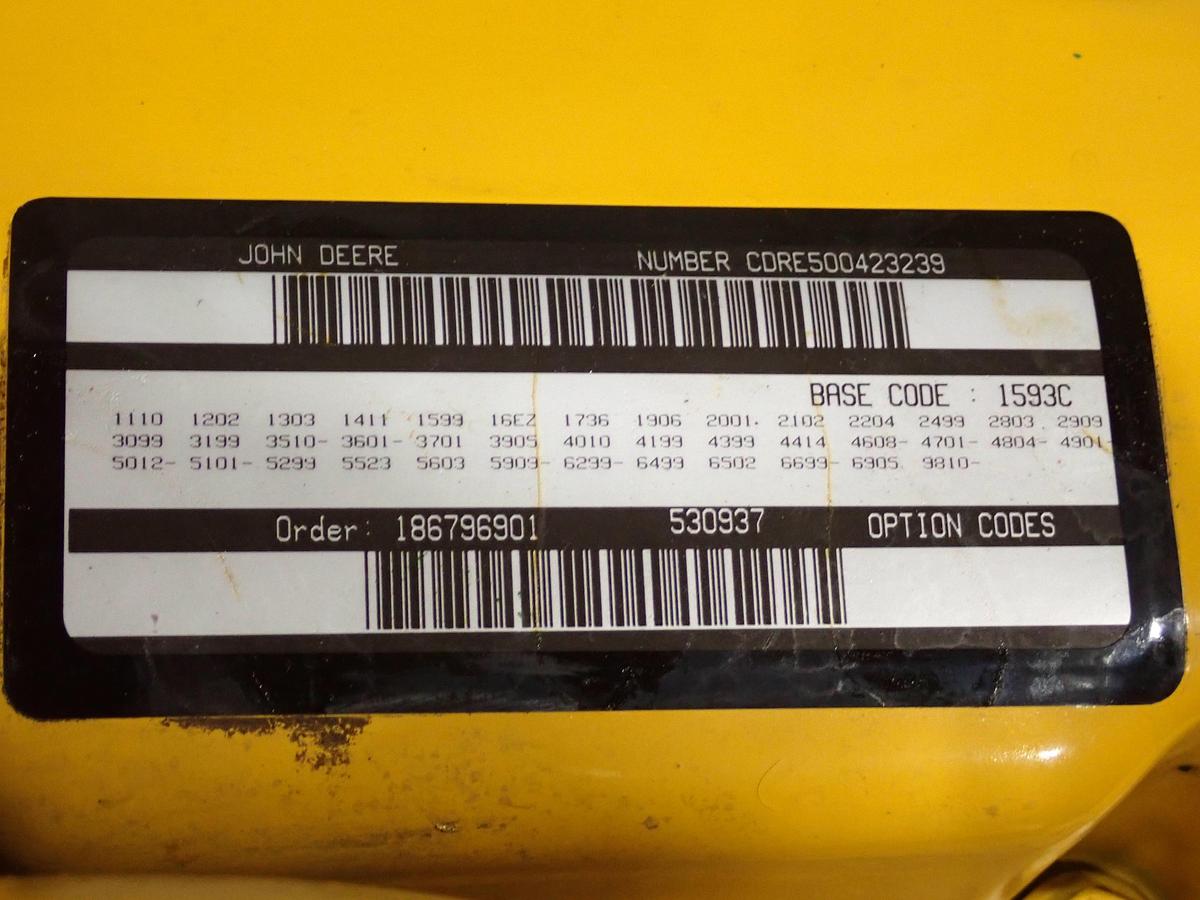 JOHN DEERE NUMBER CDRE500423239
BASE CODE : 1593C
1110 1202 1303 1411 1599 16EZ 1736 1906 2001 2102 2204 2499 2803 2909
3099 3199 3510- 3601- 3701 3905 4010 4199 4399 4414 4608- 4701- 4804- 4901-
5012- 5101- 5299 5523 5603 5909- 6299- 6499 6502 6699- 6905 9810-
Order: 186796901 530937 OPTION CODES